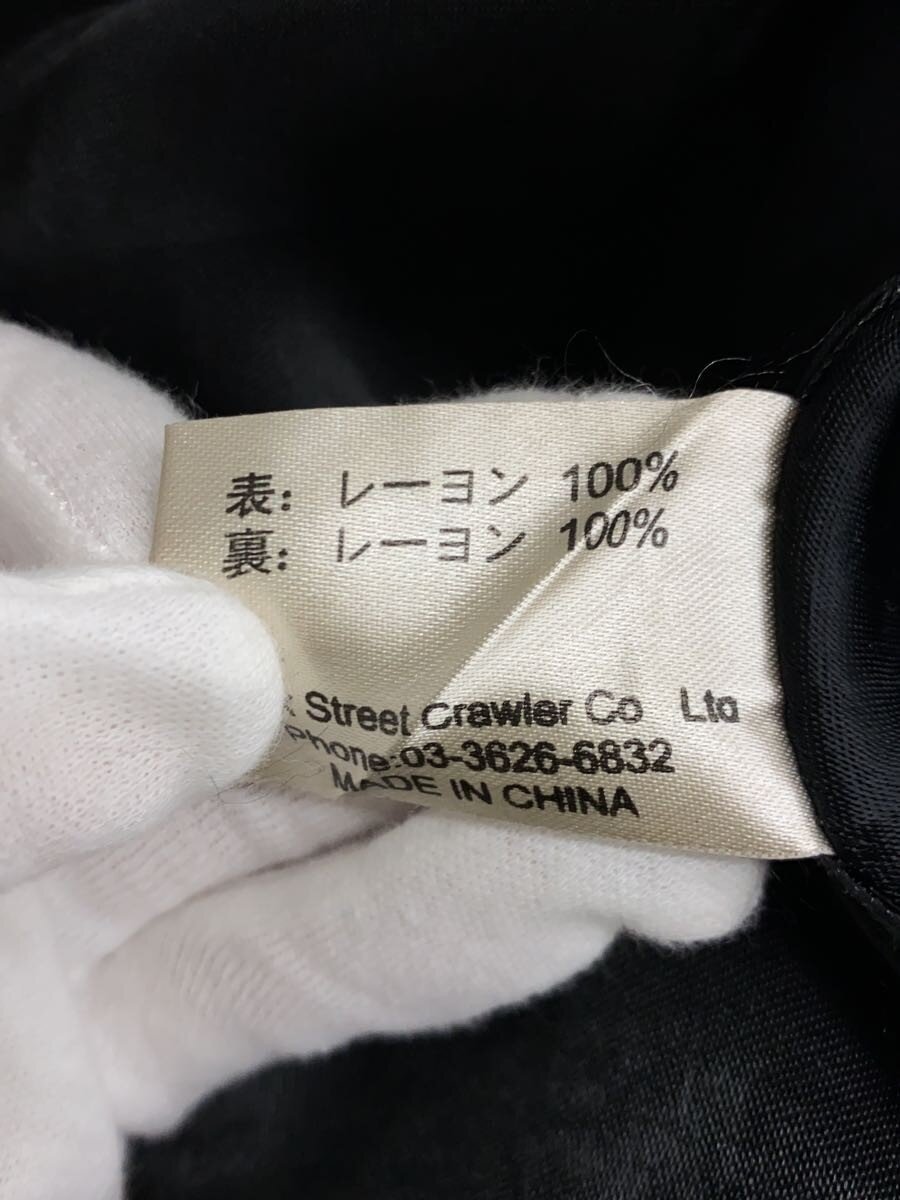 表: レーヨン 100%
裏: レーヨン 100%
Street Crawler Co Ltd
Phone:03-3626-6832
MADE IN CHINA